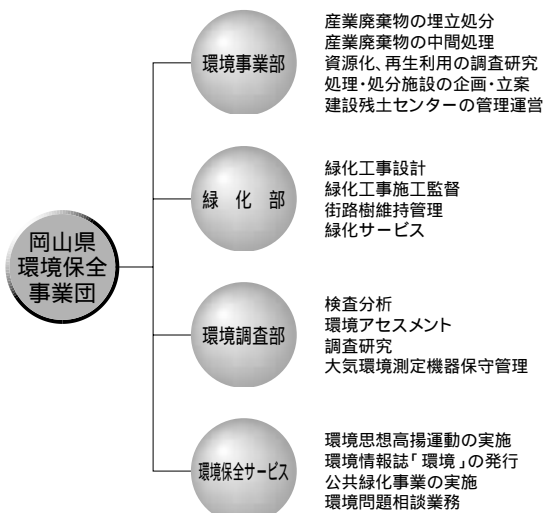 岡山県
環境保全
事業団
環境事業部
産業廃棄物の埋立処分
産業廃棄物の中間処理
資源化、再生利用の調査研究
処理・処分施設の企画・立案
建設残土センターの管理運営
緑化部
緑化工事設計
緑化工事施工監督
街路樹維持管理
緑化サービス
環境調査部
検査分析
環境アセスメント
調査研究
大気環境測定機器保守管理
環境保全サービス
環境思想高揚運動の実施
環境情報誌「環境」の発行
公共緑化事業の実施
環境問題相談業務